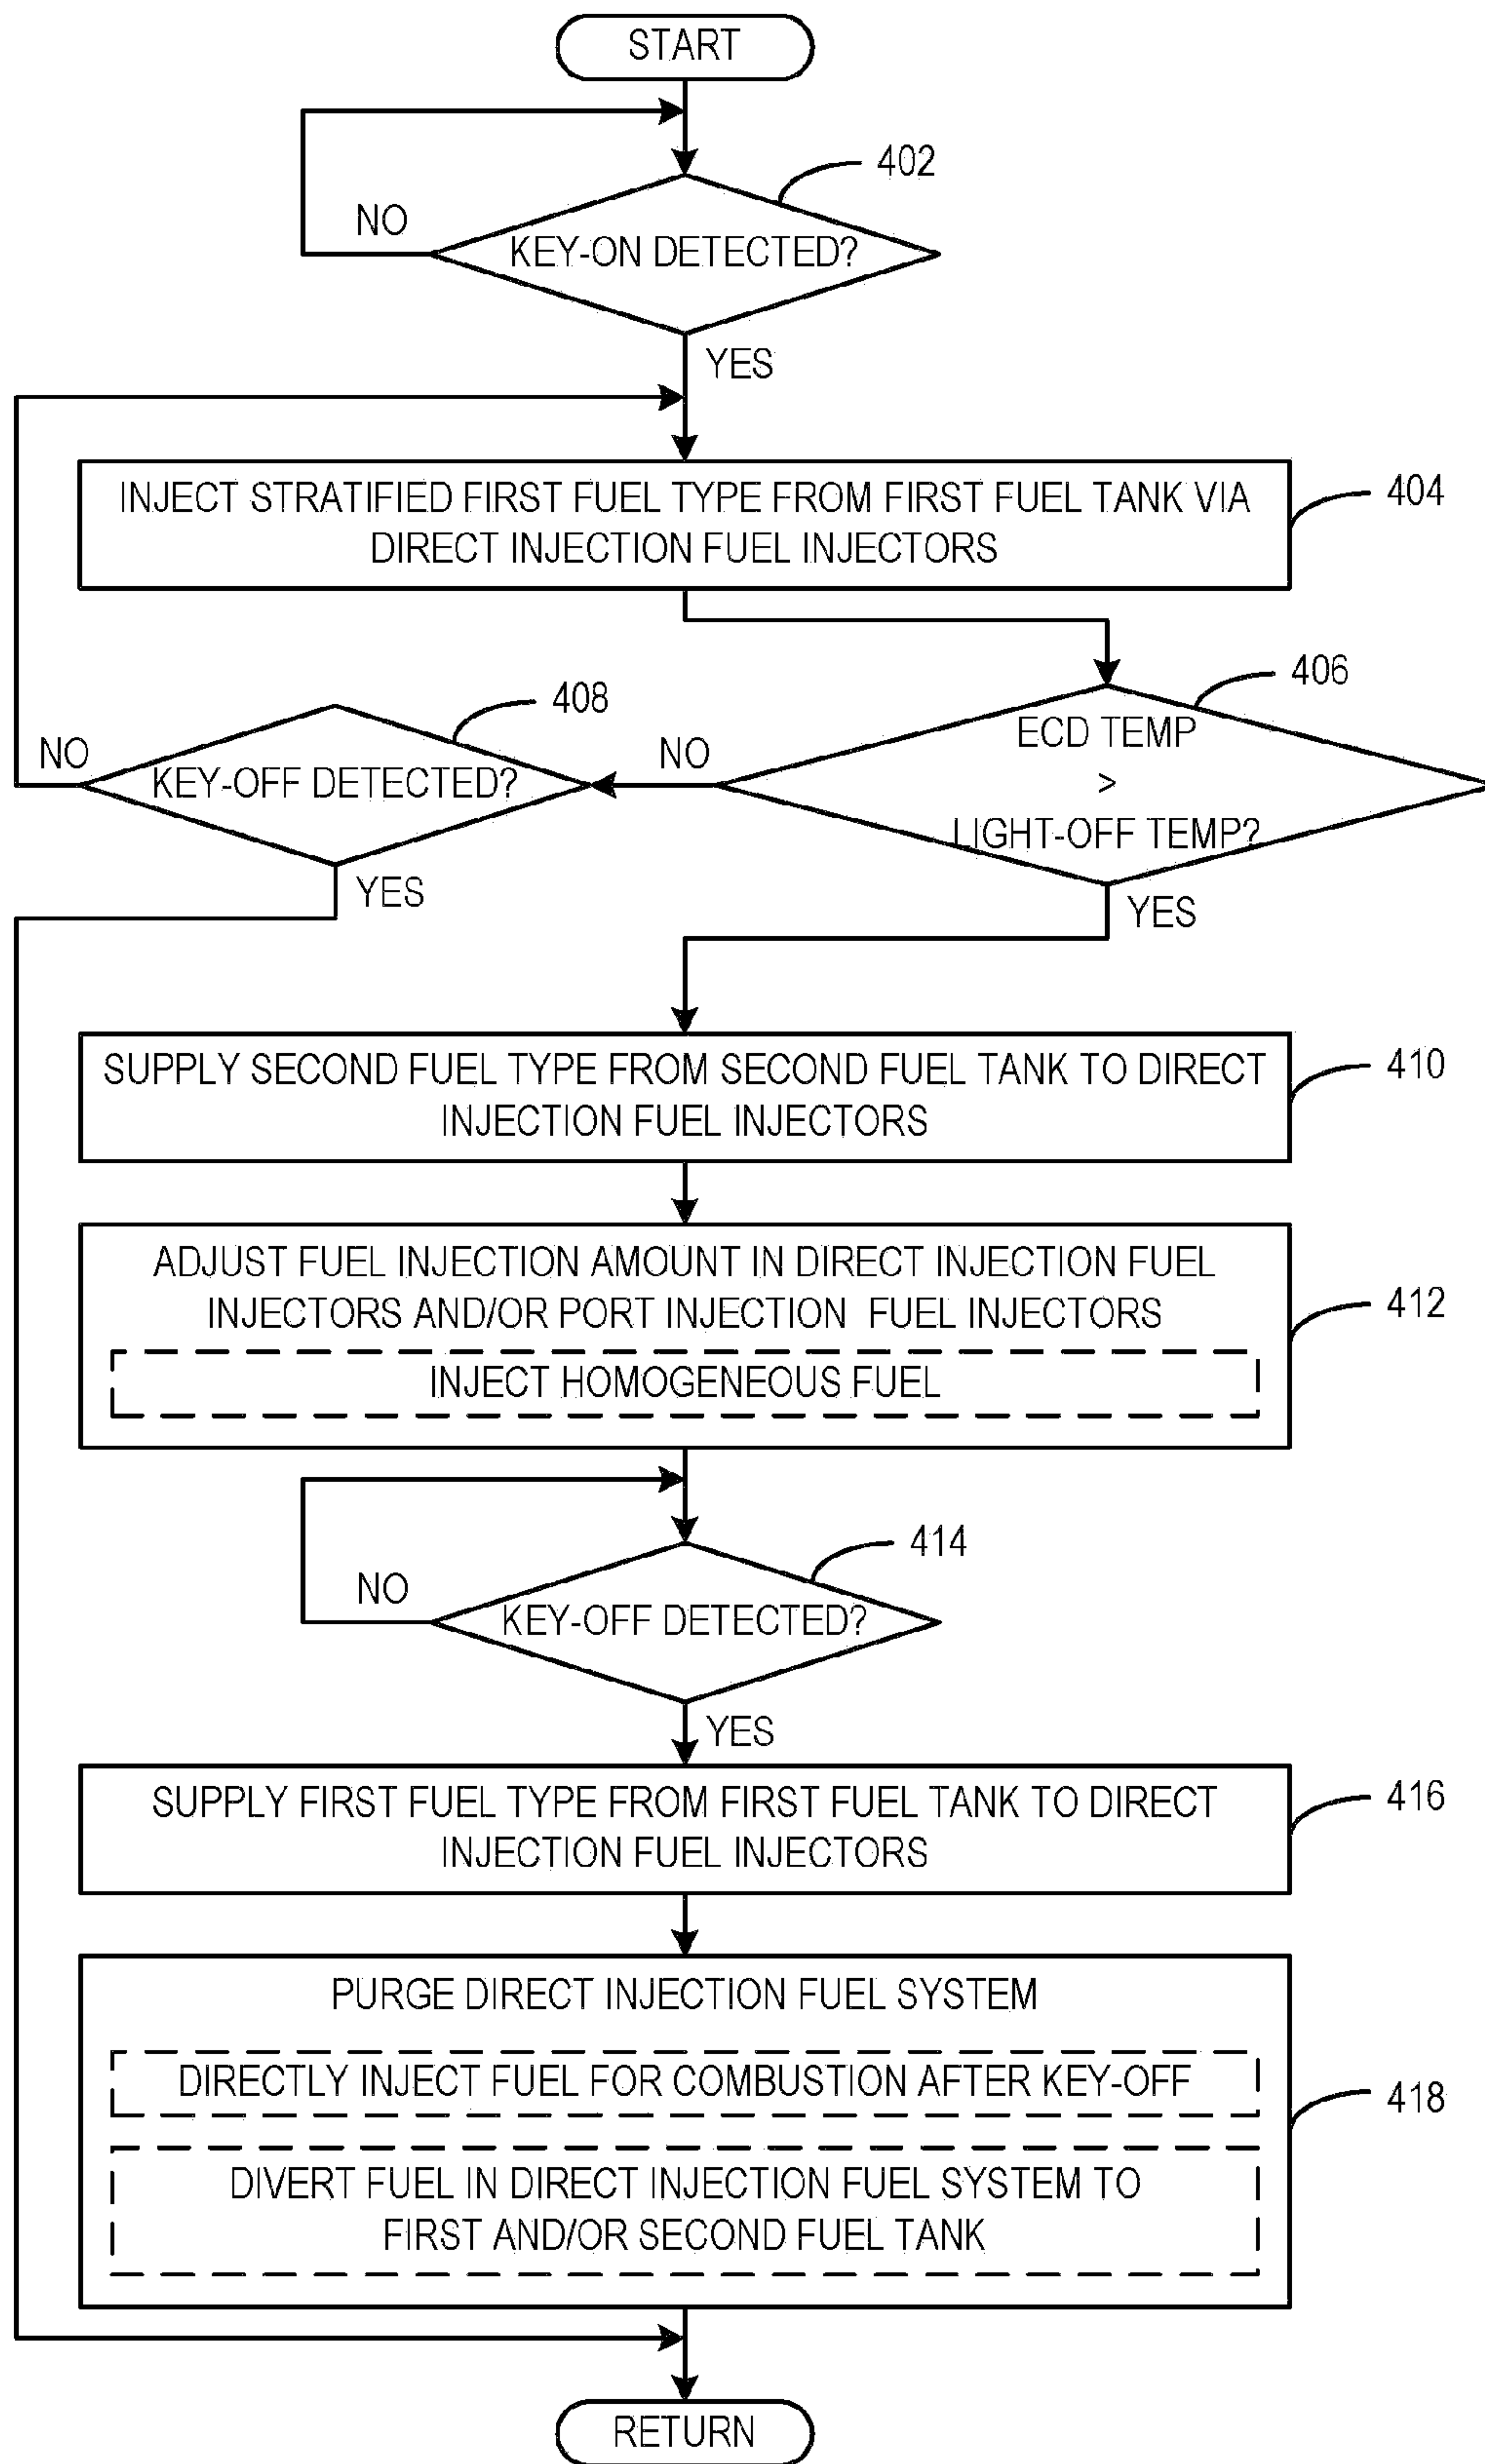 START
402
NO
KEY-ON DETECTED?
YES
INJECT STRATIFIED FIRST FUEL TYPE FROM FIRST FUEL TANK VIA
DIRECT INJECTION FUEL INJECTORS
404
406
ECD TEMP
>
LIGHT-OFF TEMP?
NO
YES
408
KEY-OFF DETECTED?
NO
YES
SUPPLY SECOND FUEL TYPE FROM SECOND FUEL TANK TO DIRECT
INJECTION FUEL INJECTORS
410
ADJUST FUEL INJECTION AMOUNT IN DIRECT INJECTION FUEL
INJECTORS AND/OR PORT INJECTION FUEL INJECTORS
INJECT HOMOGENEOUS FUEL
412
414
NO
KEY-OFF DETECTED?
YES
SUPPLY FIRST FUEL TYPE FROM FIRST FUEL TANK TO DIRECT
INJECTION FUEL INJECTORS
416
PURGE DIRECT INJECTION FUEL SYSTEM
DIRECTLY INJECT FUEL FOR COMBUSTION AFTER KEY-OFF
DIVERT FUEL IN DIRECT INJECTION FUEL SYSTEM TO
FIRST AND/OR SECOND FUEL TANK
418
RETURN